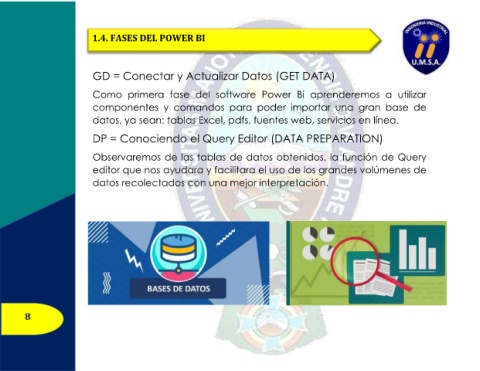 1.4. FASES DEL POWER BI
INGENIERIA INDUSTRIAL
U.M.S.A.
GD = Conectar y Actualizar Datos (GET DATA)
Como primera fase del software Power Bi aprenderemos a utilizar
componentes y comandos para poder importar una gran base de
datos, ya sean: tablas Excel, pdfs, fuentes web, servicios en línea.
DP = Conociendo el Query Editor (DATA PREPARATION)
Observaremos de las tablas de datos obtenidos, la función de Query
editor que nos ayudara y facilitara el uso de los grandes volúmenes de
datos recolectados con una mejor interpretación.
BASES DE DATOS
8